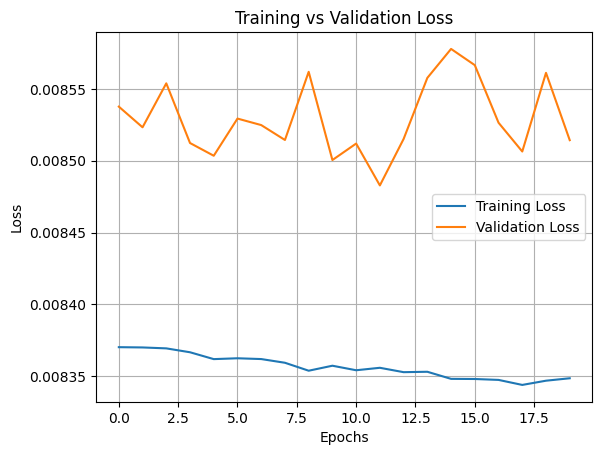 Training vs Validation Loss
Loss
0.00855
0.00850
0.00845
0.00840
0.00835
Training Loss
Validation Loss
0.0 2.5 5.0 7.5 10.0 12.5 15.0 17.5
Epochs